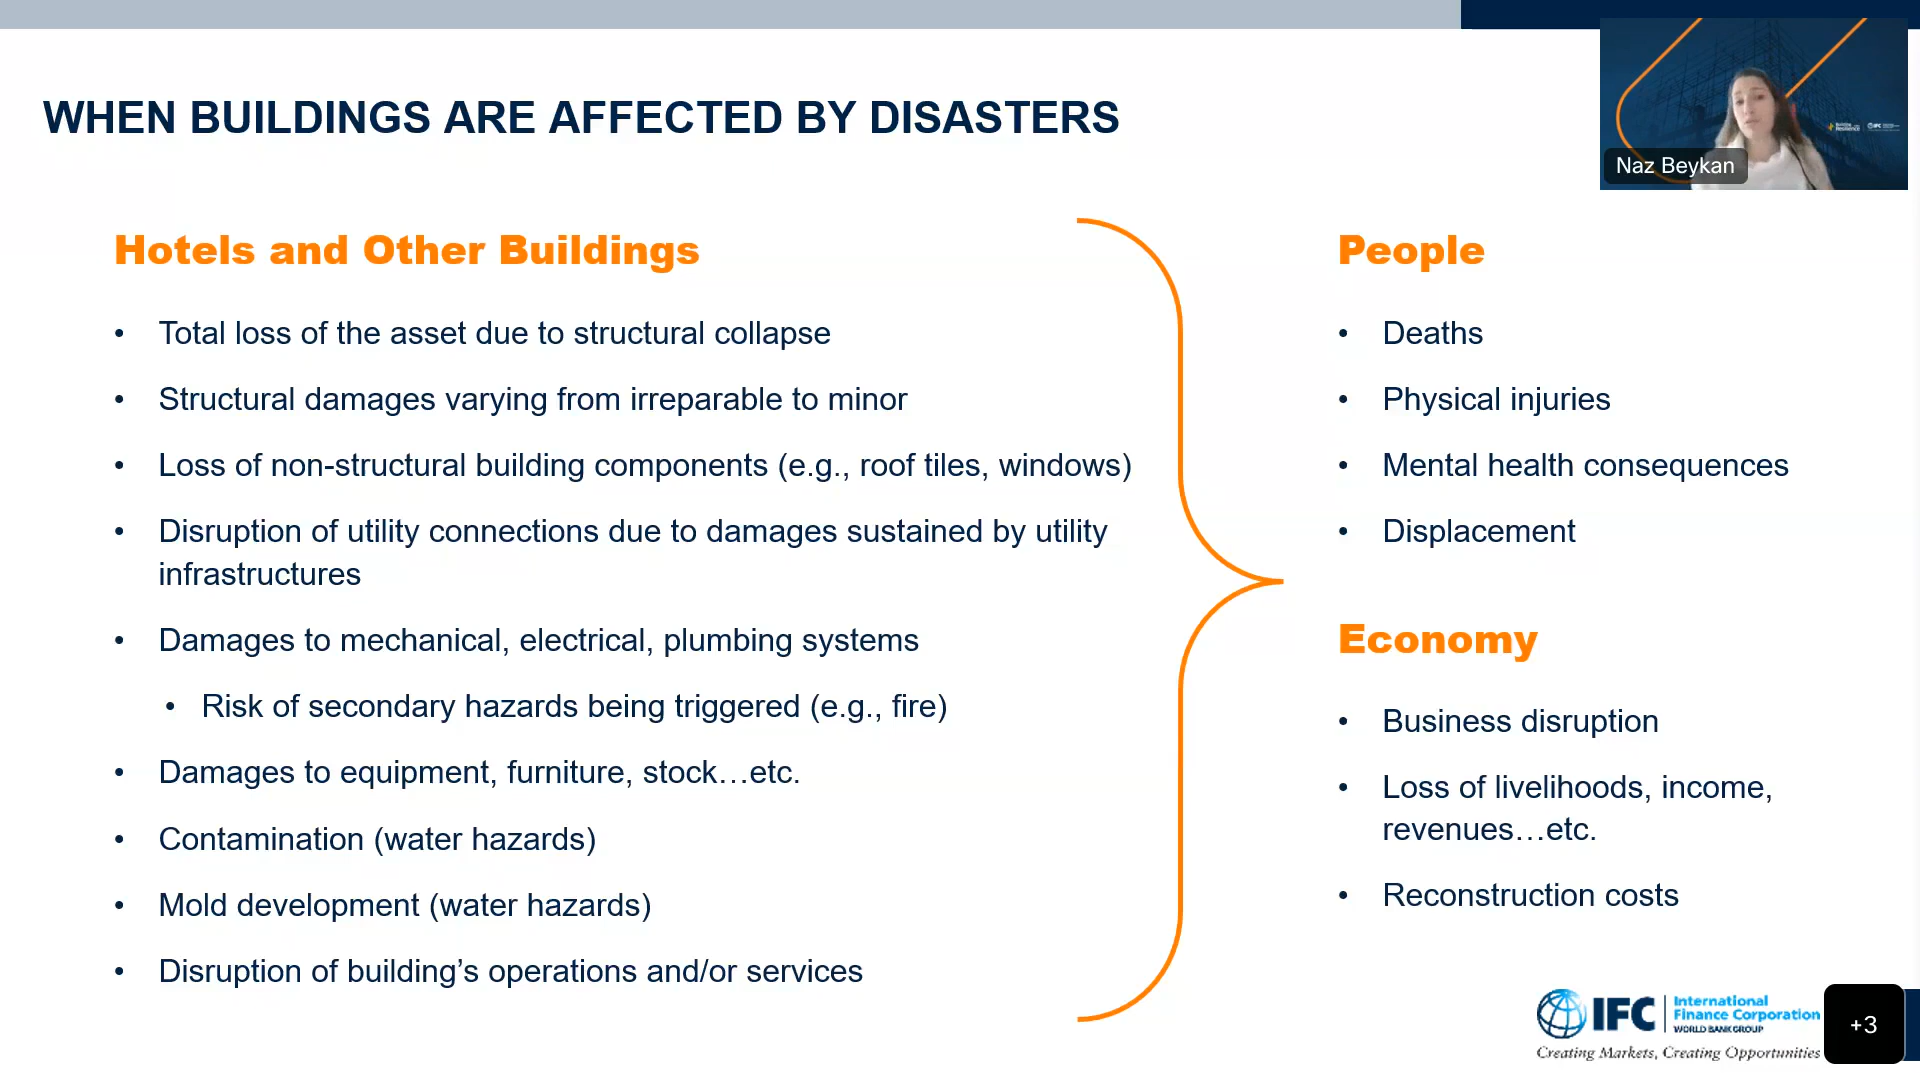 WHEN BUILDINGS ARE AFFECTED BY DISASTERS
Naz Beykan
Hotels and Other Buildings
• Total loss of the asset due to structural collapse
• Structural damages varying from irreparable to minor
• Loss of non-structural building components (e.g., roof tiles, windows)
• Disruption of utility connections due to damages sustained by utility
infrastructures
• Damages to mechanical, electrical, plumbing systems
• Risk of secondary hazards being triggered (e.g., fire)
• Damages to equipment, furniture, stock…etc.
• Contamination (water hazards)
• Mold development (water hazards)
• Disruption of building’s operations and/or services
People
• Deaths
• Physical injuries
• Mental health consequences
• Displacement
Economy
• Business disruption
• Loss of livelihoods, income,
revenues…etc.
• Reconstruction costs
IFC
International
Finance Corporation
WORLD BANK GROUP
Creating Markets, Creating Opportunities
+3